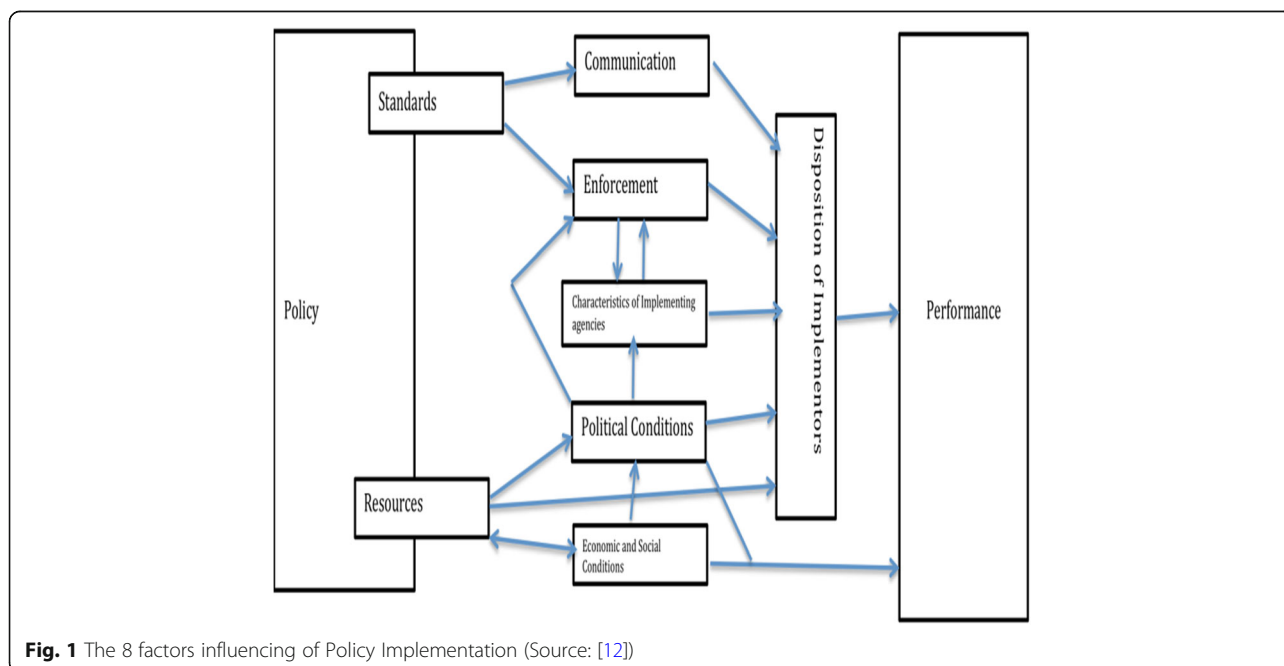 Communication
Standards
Enforcement
Characteristics of Implementing
agencies
Policy
Disposition of Implementors
Performance
Political Conditions
Resources
Economic and Social
Conditions
Fig. 1 The 8 factors influencing of Policy Implementation (Source: [12])